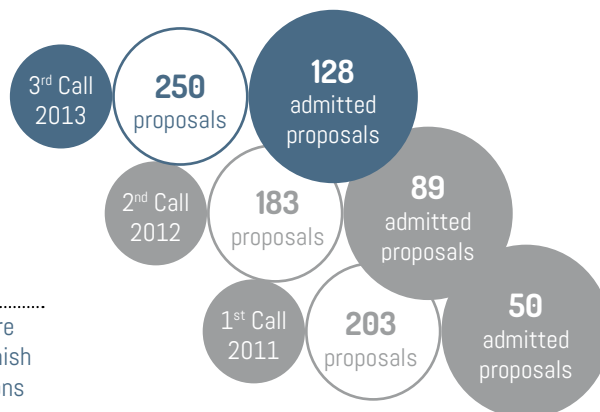 3rd Call
2013
250
proposals
128
admitted
proposals
2nd Call
2012
183
proposals
89
admitted
proposals
1st Call
2011
203
proposals
50
admitted
proposals